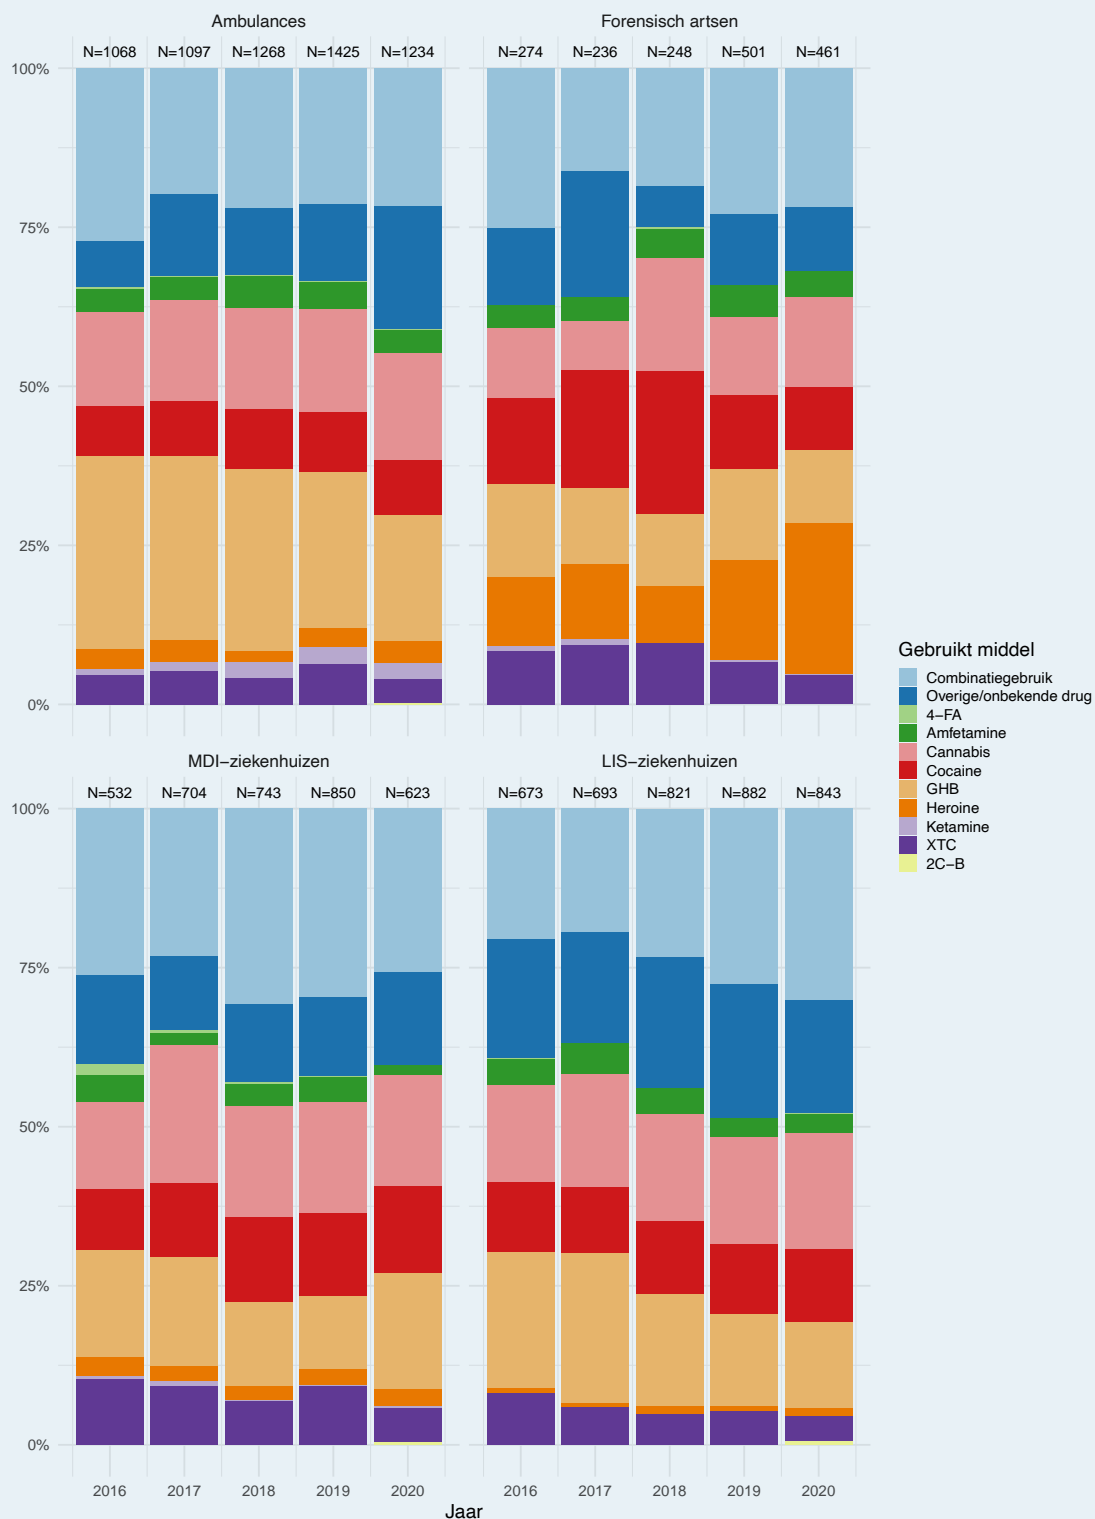 Ambulances
Forensisch artsen
N=1068 N=1097 N=1268 N=1425 N=1234
N=274 N=236 N=248 N=501 N=461
100%
75%
50%
25%
0%
MDI−ziekenhuizen
LIS−ziekenhuizen
N=532 N=704 N=743 N=850 N=623
N=673 N=693 N=821 N=882 N=843
100%
75%
50%
25%
0%
2016 2017 2018 2019 2020
2016 2017 2018 2019 2020
Jaar
Gebruikt middel
Combinatiegebruik
Overige/onbekende drug
4−FA
Amfetamine
Cannabis
Cocaine
GHB
Heroine
Ketamine
XTC
2C−B